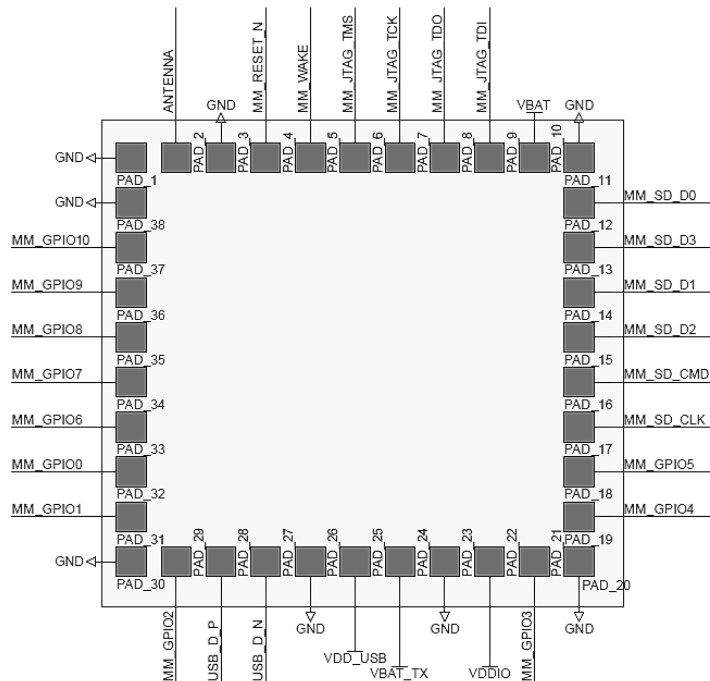 ANTENNA
MM_RESET_N
MM_WAKE
MM_JTAG_TMS
MM_JTAG_TCK
MM_JTAG_TDO
MM_JTAG_TDI
GND
VBAT
GND
GND
PAD_1
PAD_2
PAD_3
PAD_4
PAD_5
PAD_6
PAD_7
PAD_8
PAD_9
PAD_10
PAD_11
GND
PAD_38
MM_SD_D0
PAD_12
MM_GPIO10
PAD_37
MM_SD_D3
PAD_13
MM_GPIO9
PAD_36
MM_SD_D1
PAD_14
MM_GPIO8
PAD_35
MM_SD_D2
PAD_15
MM_GPIO7
PAD_34
MM_SD_CMD
PAD_16
MM_GPIO6
PAD_33
MM_SD_CLK
PAD_17
MM_GPIO0
PAD_32
MM_GPIO5
PAD_18
MM_GPIO1
PAD_31
MM_GPIO4
PAD_19
GND
PAD_30
PAD_29
PAD_28
PAD_27
PAD_26
PAD_25
PAD_24
PAD_23
PAD_22
PAD_21
PAD_20
MM_GPIO2
USB_D_P
USB_D_N
GND
VDD_USB
VBAT_TX
GND
VDDIO
MM_GPIO3
GND